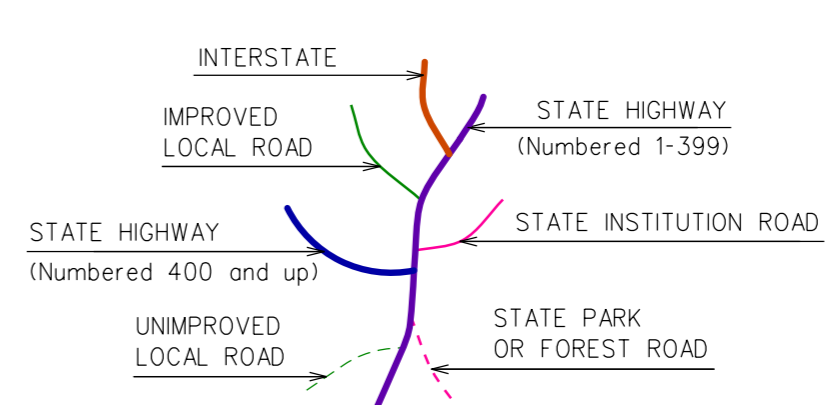 INTERSTATE
IMPROVED
LOCAL ROAD
STATE HIGHWAY
(Numbered 1-399)
STATE HIGHWAY
(Numbered 400 and up)
STATE INSTITUTION ROAD
UNIMPROVED
LOCAL ROAD
STATE PARK
OR FOREST ROAD